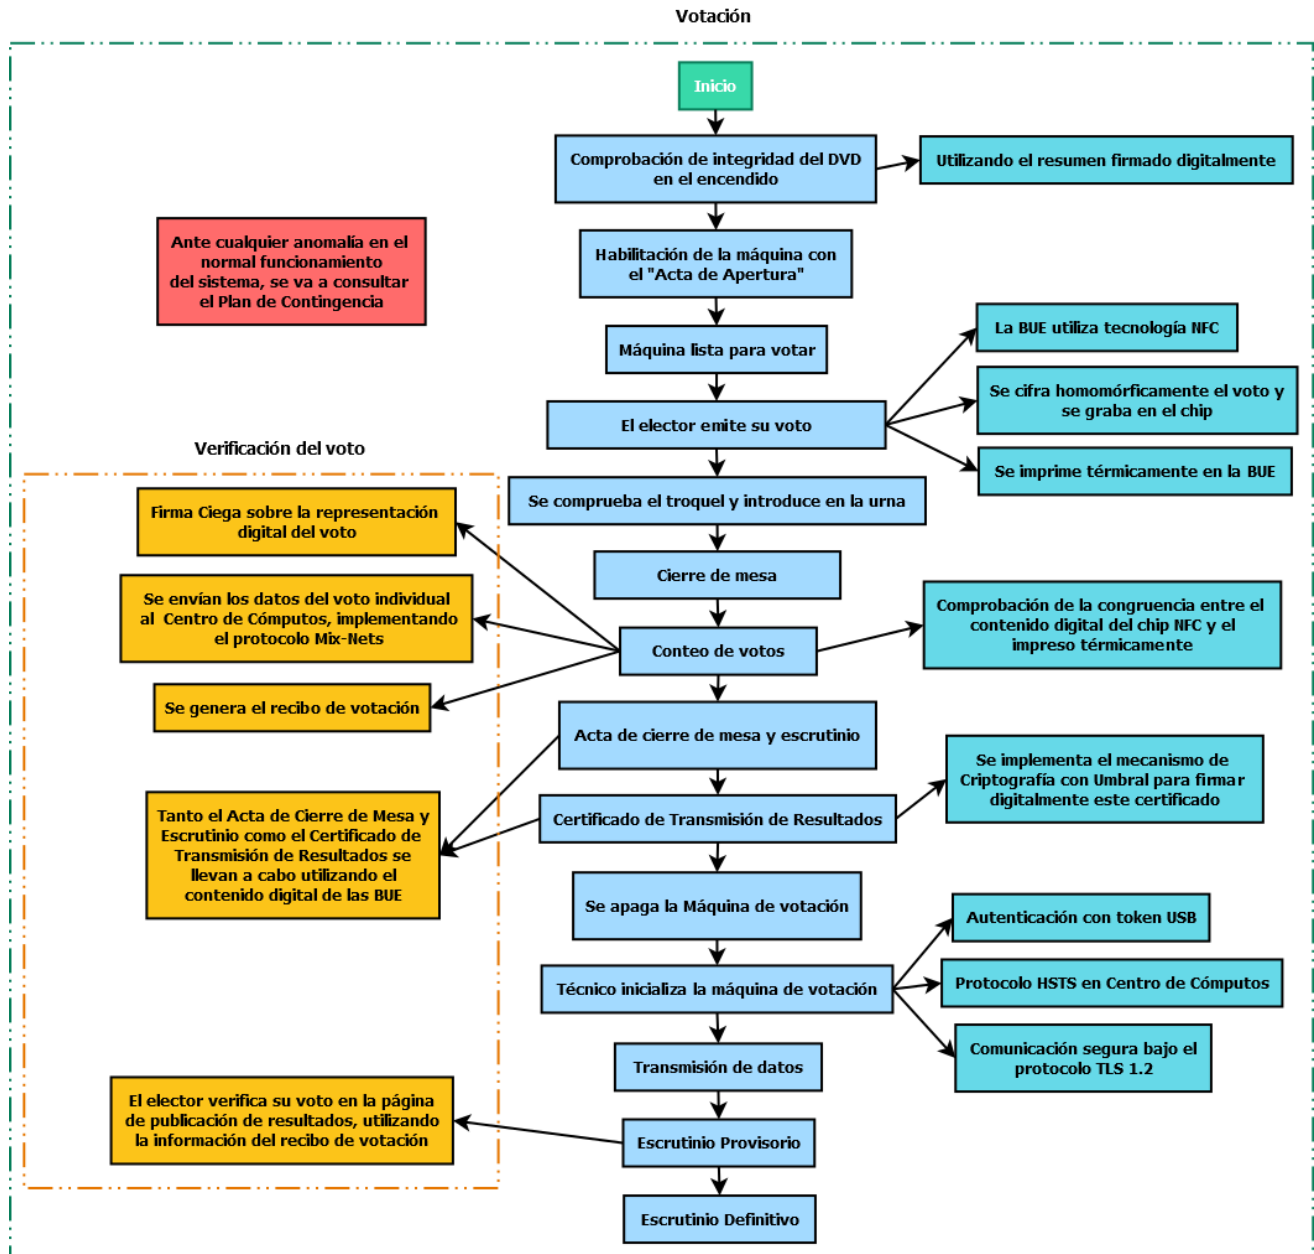 Votación
Inicio
Comprobación de integridad del DVD
en el encendido
Utilizando el resumen firmado digitalmente
Ante cualquier anomalía en el
normal funcionamiento
del sistema, se va a consultar
el Plan de Contingencia
Habilitación de la máquina con
el "Acta de Apertura"
Máquina lista para votar
La BUE utiliza tecnología NFC
Se cifra homomórficamente el voto y
se graba en el chip
El elector emite su voto
Se imprime térmicamente en la BUE
Verificación del voto
Se comprueba el troquel y introduce en la urna
Firma Ciega sobre la representación
digital del voto
Cierre de mesa
Se envían los datos del voto individual
al Centro de Cómputos, implementando
el protocolo Mix-Nets
Conteo de votos
Comprobación de la congruencia entre el
contenido digital del chip NFC y el
impreso térmicamente
Se genera el recibo de votación
Acta de cierre de mesa y escrutinio
Se implementa el mecanismo de
Criptografía con Umbral para firmar
digitalmente este certificado
Certificado de Transmisión de Resultados
Tanto el Acta de Cierre de Mesa y
Escrutinio como el Certificado de
Transmisión de Resultados se
llevan a cabo utilizando el
contenido digital de las BUE
Se apaga la Máquina de votación
Autenticación con token USB
Técnico inicializa la máquina de votación
Protocolo HSTS en Centro de Cómputos
Comunicación segura bajo el
protocolo TLS 1.2
Transmisión de datos
El elector verifica su voto en la página
de publicación de resultados, utilizando
la información del recibo de votación
Escrutinio Provisorio
Escrutinio Definitivo